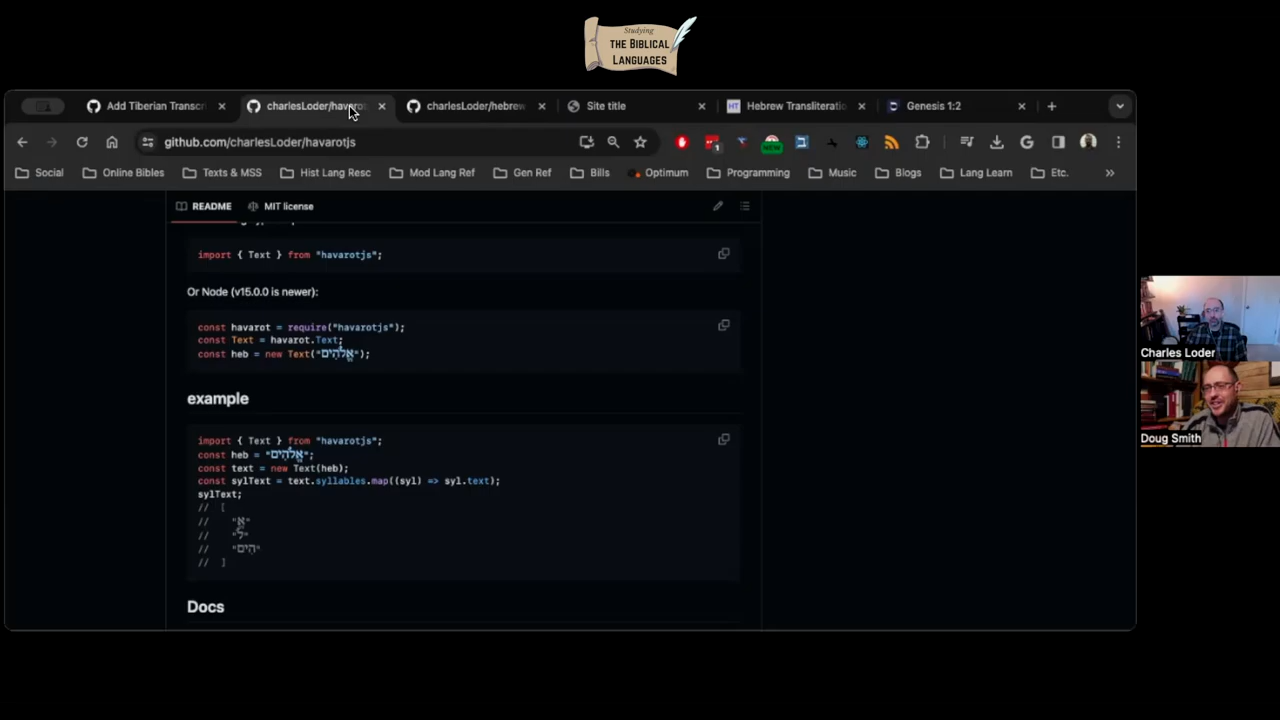 Studying
THE BIBLICAL
LANGUAGES
Add Tiberian Transcri
charlesLoder/havarot
charlesLoder/hebrew
Site title
Hebrew Transliteratio
Genesis 1:2
github.com/charlesLoder/havarotjs
1
NEW
Social
Online Bibles
Texts & MSS
Hist Lang Resc
Mod Lang Ref
Gen Ref
Bills
Optimum
Programming
Music
Blogs
Lang Learn
Etc.
README
MIT license
import { Text } from "havarotjs";
Or Node (v15.0.0 is newer):
const havarot = require("havarotjs");
const Text = havarot.Text;
const heb = new Text("אֱלֹהִים");
example
import { Text } from "havarotjs";
const heb = "אֱלֹהִים";
const text = new Text(heb);
const sylText = text.syllables.map((syl) => syl.text);
sylText;
// [
// "אֱ"
// "לֹ"
// "הִים"
// ]
Docs
Charles Loder
Doug Smith